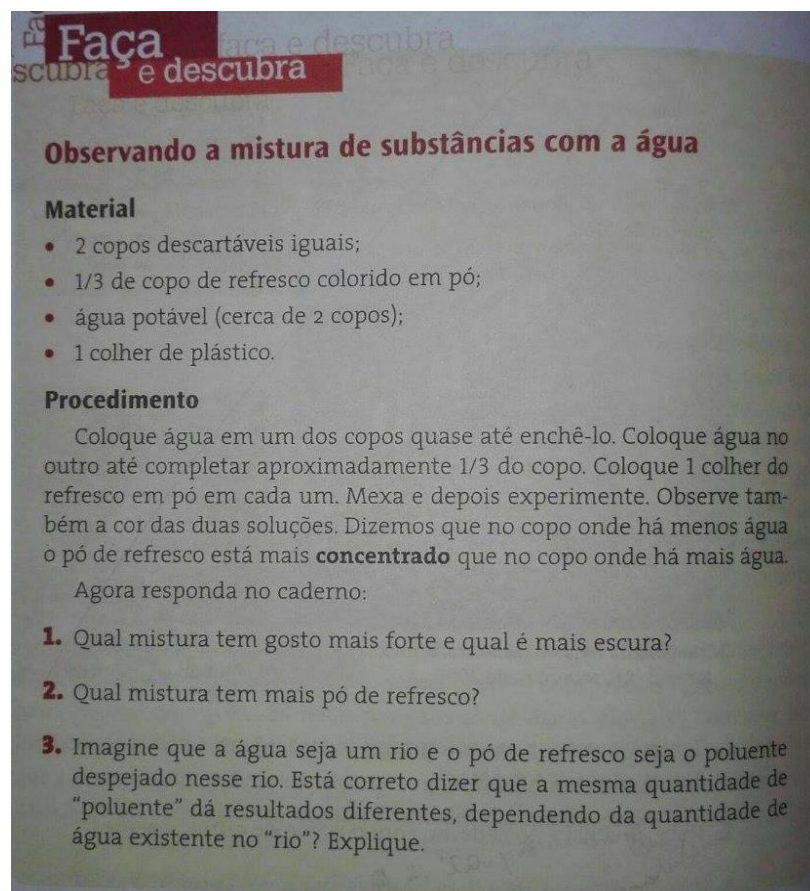 Faça
e descubra
faça e descubra
scubra
faça e descubra
Faça e descubra
Observando a mistura de substâncias com a água
Material
• 2 copos descartáveis iguais;
• 1/3 de copo de refresco colorido em pó;
• água potável (cerca de 2 copos);
• 1 colher de plástico.
Procedimento
Coloque água em um dos copos quase até enchê-lo. Coloque água no
outro até completar aproximadamente 1/3 do copo. Coloque 1 colher do
refresco em pó em cada um. Mexa e depois experimente. Observe tam-
bém a cor das duas soluções. Dizemos que no copo onde há menos água
o pó de refresco está mais concentrado que no copo onde há mais água.
Agora responda no caderno:
1. Qual mistura tem gosto mais forte e qual é mais escura?
2. Qual mistura tem mais pó de refresco?
3. Imagine que a água seja um rio e o pó de refresco seja o poluente
despejado nesse rio. Está correto dizer que a mesma quantidade de
“poluente” dá resultados diferentes, dependendo da quantidade de
água existente no “rio”? Explique.